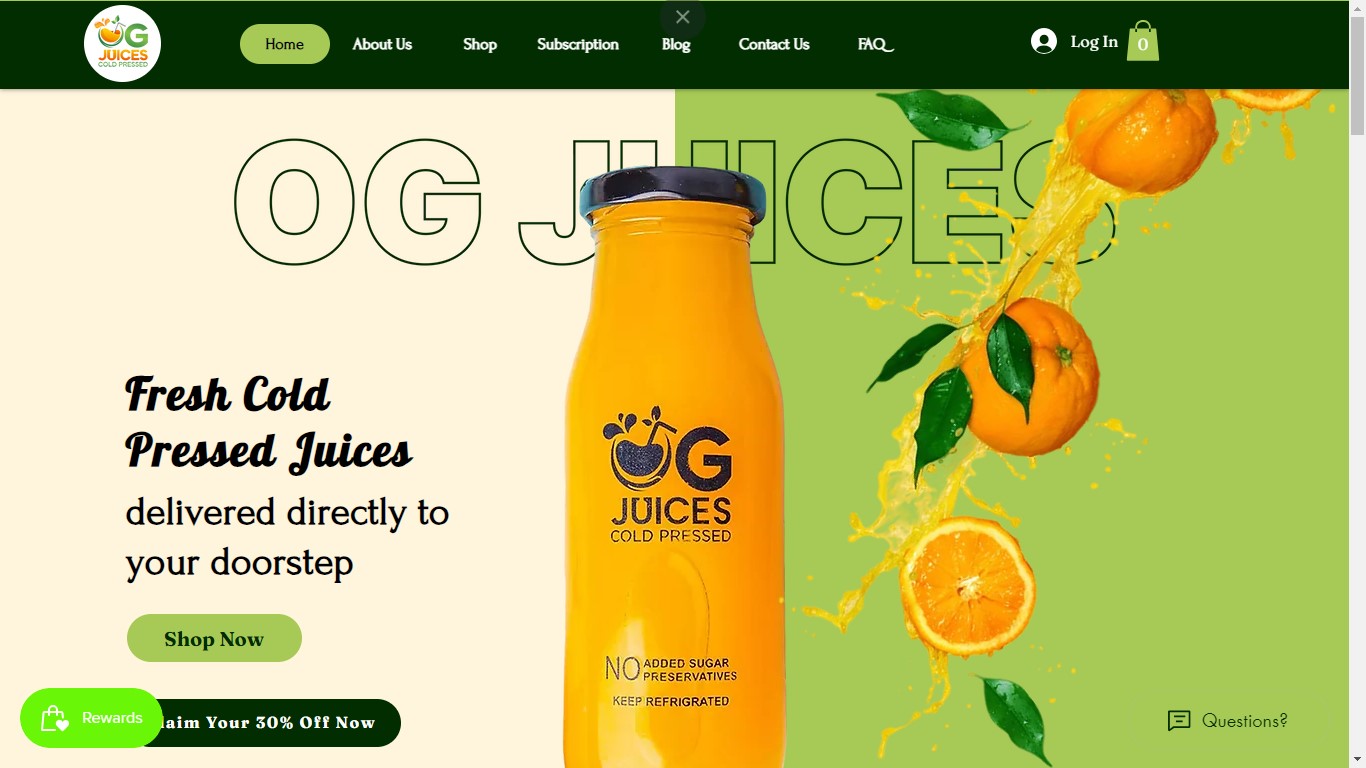 OG
JUICES
COLD PRESSED
Home
About Us
Shop
Subscription
Blog
Contact Us
FAQ
Log In
0
OG JUICES
Fresh Cold
Pressed Juices
delivered directly to
your doorstep
Shop Now
laim Your 30% Off Now
Rewards
OG
JUICES
COLD PRESSED
NO ADDED SUGAR
PRESERVATIVES
KEEP REFRIGRATED
Questions?